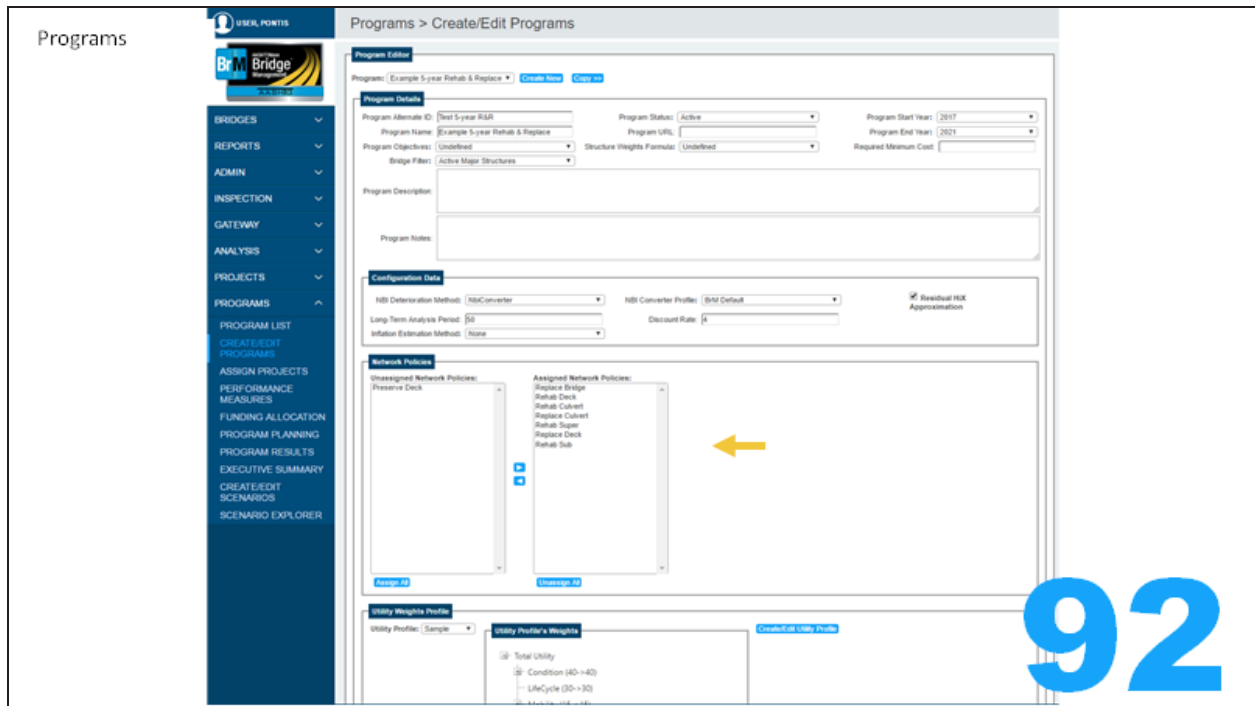 Programs
USER, PONTIS
Programs > Create/Edit Programs
BrM Bridge
Management
BRIDGES
REPORTS
ADMIN
INSPECTION
GATEWAY
ANALYSIS
PROJECTS
PROGRAMS
PROGRAM LIST
CREATE/EDIT
PROGRAMS
ASSIGN PROJECTS
PERFORMANCE
MEASURES
FUNDING ALLOCATION
PROGRAM PLANNING
PROGRAM RESULTS
EXECUTIVE SUMMARY
CREATE/EDIT
SCENARIOS
SCENARIO EXPLORER
Program Editor
Program: Example 5-year Rehab & Replace Create New Copy >>
Program Details
Program Alternate ID: Test 5-year R&R Program Status: Active Program Start Year: 2017
Program Name: Example 5-year Rehab & Replace Program URL: Program End Year: 2021
Program Objectives: Undefined Structure Weights Formula: Undefined Required Minimum Cost:
Bridge Filter: Active Major Structures
Program Description:
Program Notes:
Configuration Data
NBI Deterioration Method: NbiConverter NBI Converter Profile: BrM Default Residual HIX
Approximation
Long-Term Analysis Period: 50 Discount Rate: 4
Inflation Estimation Method: None
Network Policies
Unassigned Network Policies: Assigned Network Policies:
Preserve Deck Replace Bridge
Rehab Deck
Rehab Culvert
Replace Culvert
Rehab Super
Replace Deck
Rehab Sub
Assign All Unassign All
Utility Weights Profile
Utility Profile: Sample Utility Profile's Weights Create/Edit Utility Profile
Total Utility
Condition (40->40)
LifeCycle (30->30)
92